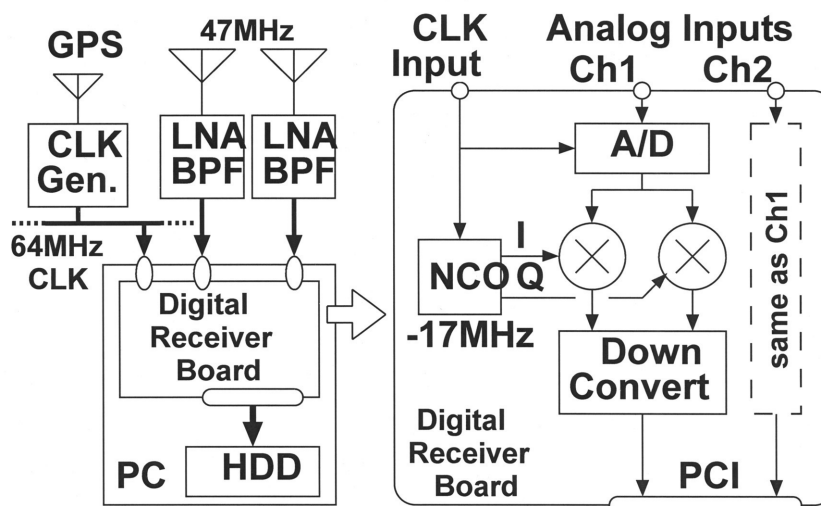 GPS
47MHz
CLK
Gen.
LNA
BPF
LNA
BPF
64MHz
CLK
Digital
Receiver
Board
PC
HDD
CLK
Input
Analog Inputs
Ch1
Ch2
A/D
I
NCO
Q
-17MHz
same as Ch1
Down
Convert
Digital
Receiver
Board
PCI